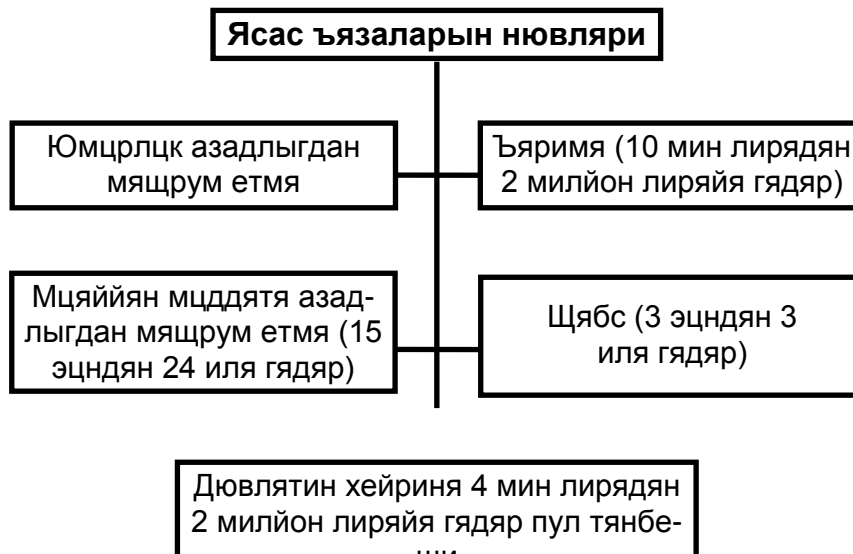 Ясас ъязаларын нювляри
Юмцрлцк азадлыгдан
мящрум етмя
Ъяримя (10 мин лирядян
2 милйон лиряйя гядяр)
Мцяййян мцддятя азад-
лыгдан мящрум етмя (15
эцндян 24 иля гядяр)
Щябс (3 эцндян 3
иля гядяр)
Дювлятин хейриня 4 мин лирядян
2 милйон лиряйя гядяр пул тянбе-